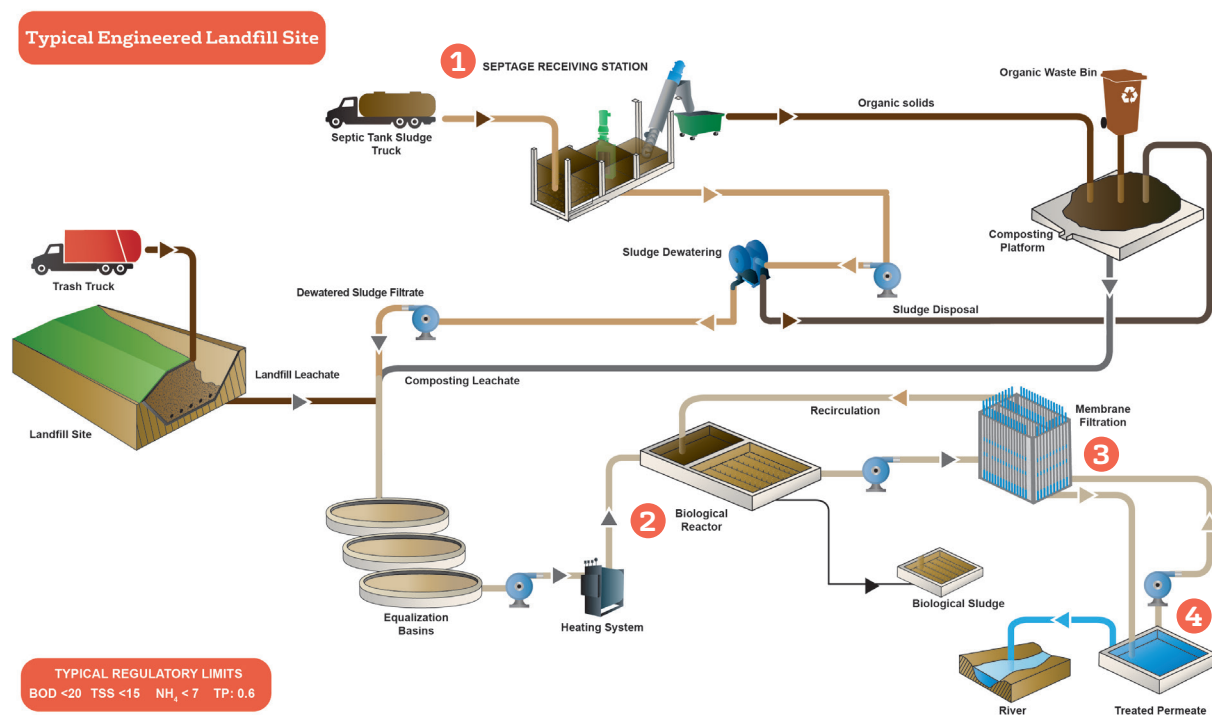 Typical Engineered Landfill Site
1
SEPTAGE RECEIVING STATION
Organic Waste Bin
Organic solids
Septic Tank Sludge
Truck
Composting
Platform
Sludge Dewatering
Trash Truck
Dewatered Sludge Filtrate
Sludge Disposal
Landfill Leachate
Composting Leachate
Landfill Site
Recirculation
Membrane
Filtration
3
2
Biological
Reactor
Equalization
Basins
Heating System
Biological Sludge
4
River
Treated Permeate
TYPICAL REGULATORY LIMITS
BOD <20 TSS <15 NH₄ < 7 TP: 0.6